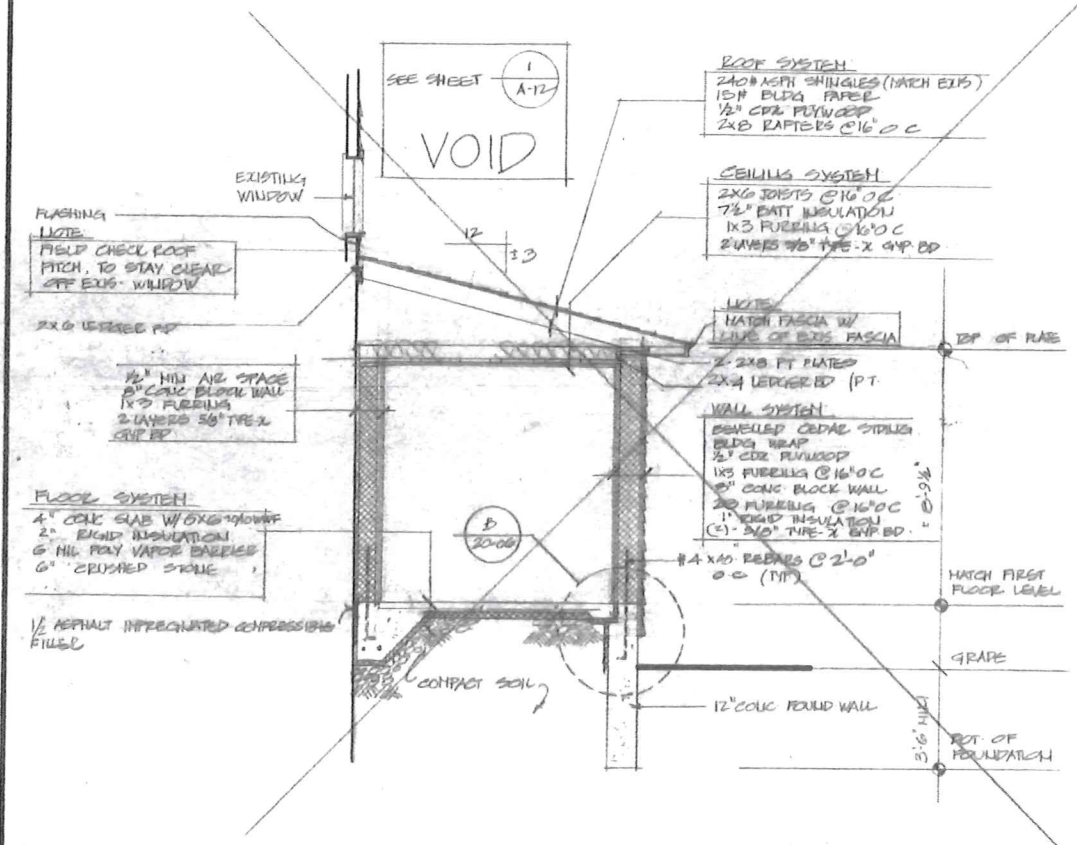 SEE SHEET
1
A-12
VOID
ROOF SYSTEM
240# ASPH SHINGLES (MATCH EXIS)
15# BLDG PAPER
1/2" CDX PLYWOOD
2X8 RAFTERS @ 16" O C
EXISTING
WINDOW
CEILING SYSTEM
2X6 JOISTS @ 16" O C
7 1/2" BATT INSULATION
1X3 FURRING @ 16" O C
2 LAYERS 5/8" TYPE-X GYP BD
FLASHING
NOTE
FIELD CHECK ROOF
PITCH, TO STAY CLEAR
OFF EXIS. WINDOW
12
±3
2X6 LEDGER BD
NOTE
MATCH FASCIA W/
LINE OF EXIS FASCIA
TOP OF PLATE
2-2X8 PT PLATES
2X4 LEDGER BD (PT.
1/2" MIN AIR SPACE
8" CONC BLOCK WALL
1X3 FURRING
2 LAYERS 5/8" TYPE-X
GYP BD
WALL SYSTEM
BEVELLED CEDAR SIDING
BLDG WRAP
1/2" CDX PLYWOOD
1X3 FURRING @ 16" O C
8" CONC BLOCK WALL
FURRING @ 16" O C
1" RIGID INSULATION
(2)- 5/8" TYPE-X GYP BD.
8'-9 1/2"
FLOOR SYSTEM
4" CONC SLAB W/ 6X6
2" RIGID INSULATION
6 MIL POLY VAPOR BARRIER
6" CRUSHED STONE
B
20-06
#4 REBARS @ 2'-0"
O C (TYP)
MATCH FIRST
FLOOR LEVEL
1/2 ASPHALT IMPREGNATED COMPRESSIBLE
FILLER
COMPACT SOIL
GRADE
12" CONC FOUND WALL
3'-6" MIN
BOT. OF
FOUNDATION